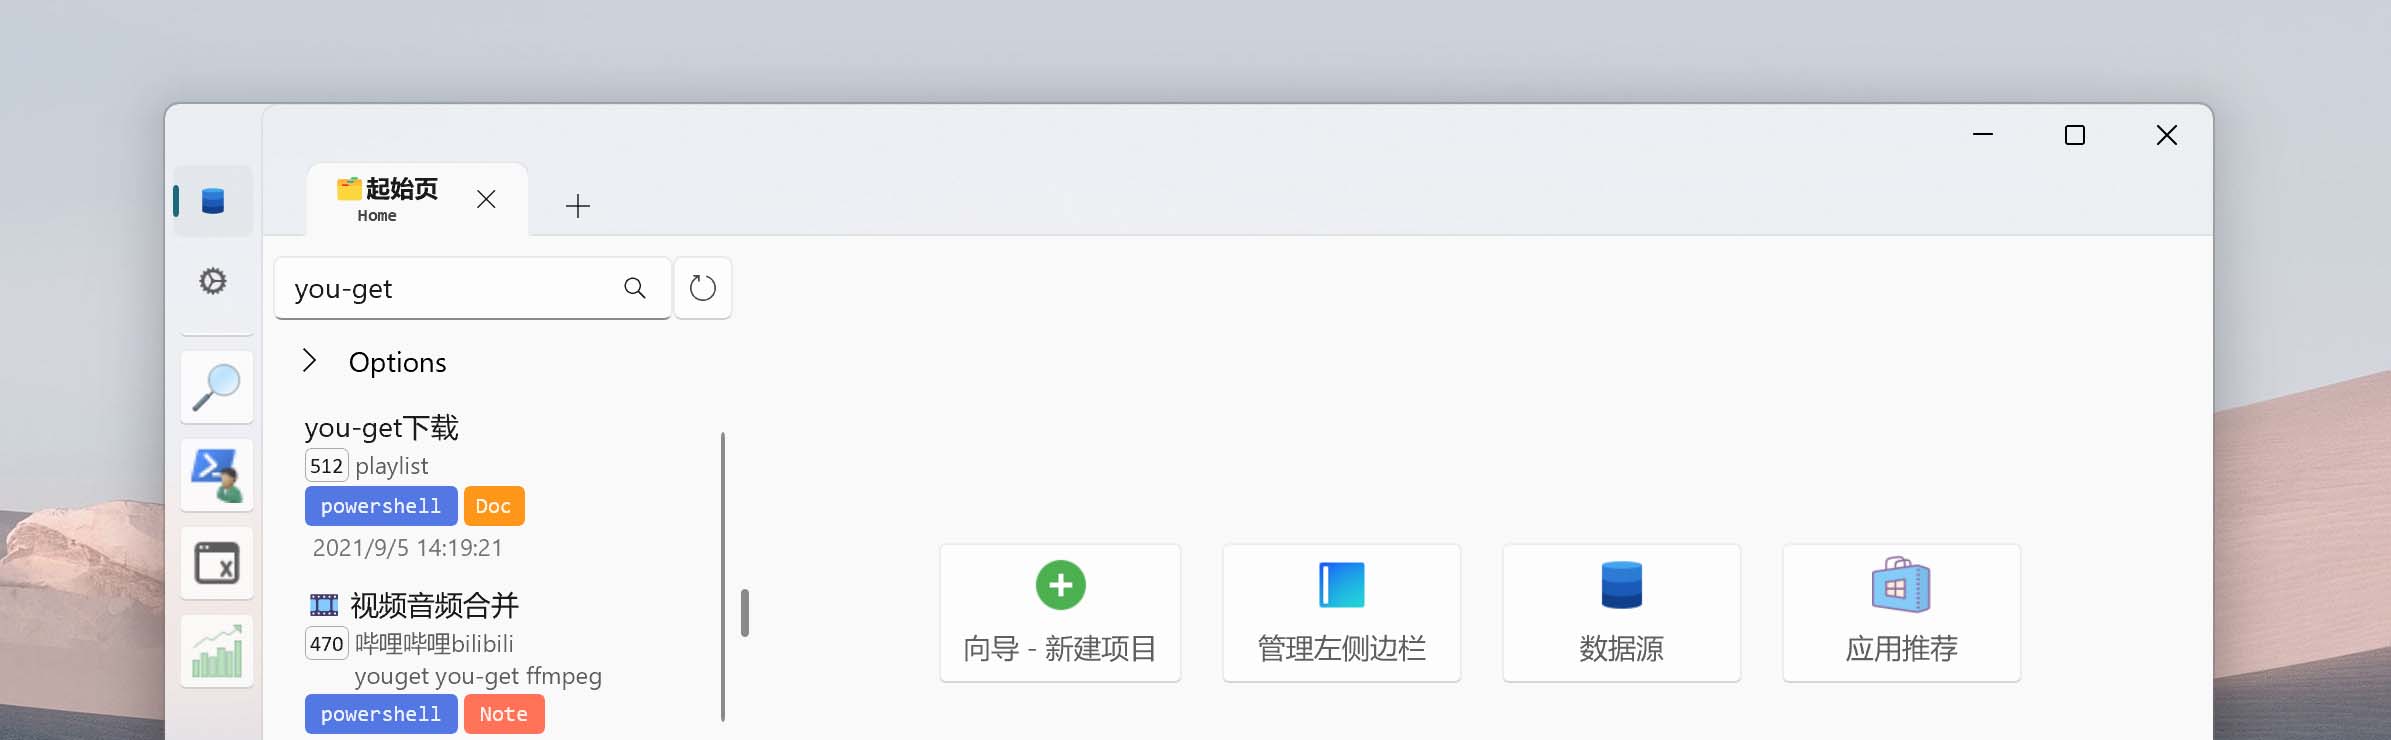 起始页
Home
you-get
Options
you-get下载
512 playlist
powershell Doc
2021/9/5 14:19:21
视频音频合并
470 哔哩哔哩bilibili
youget you-get ffmpeg
powershell Note
向导 - 新建项目
管理左侧边栏
数据源
应用推荐